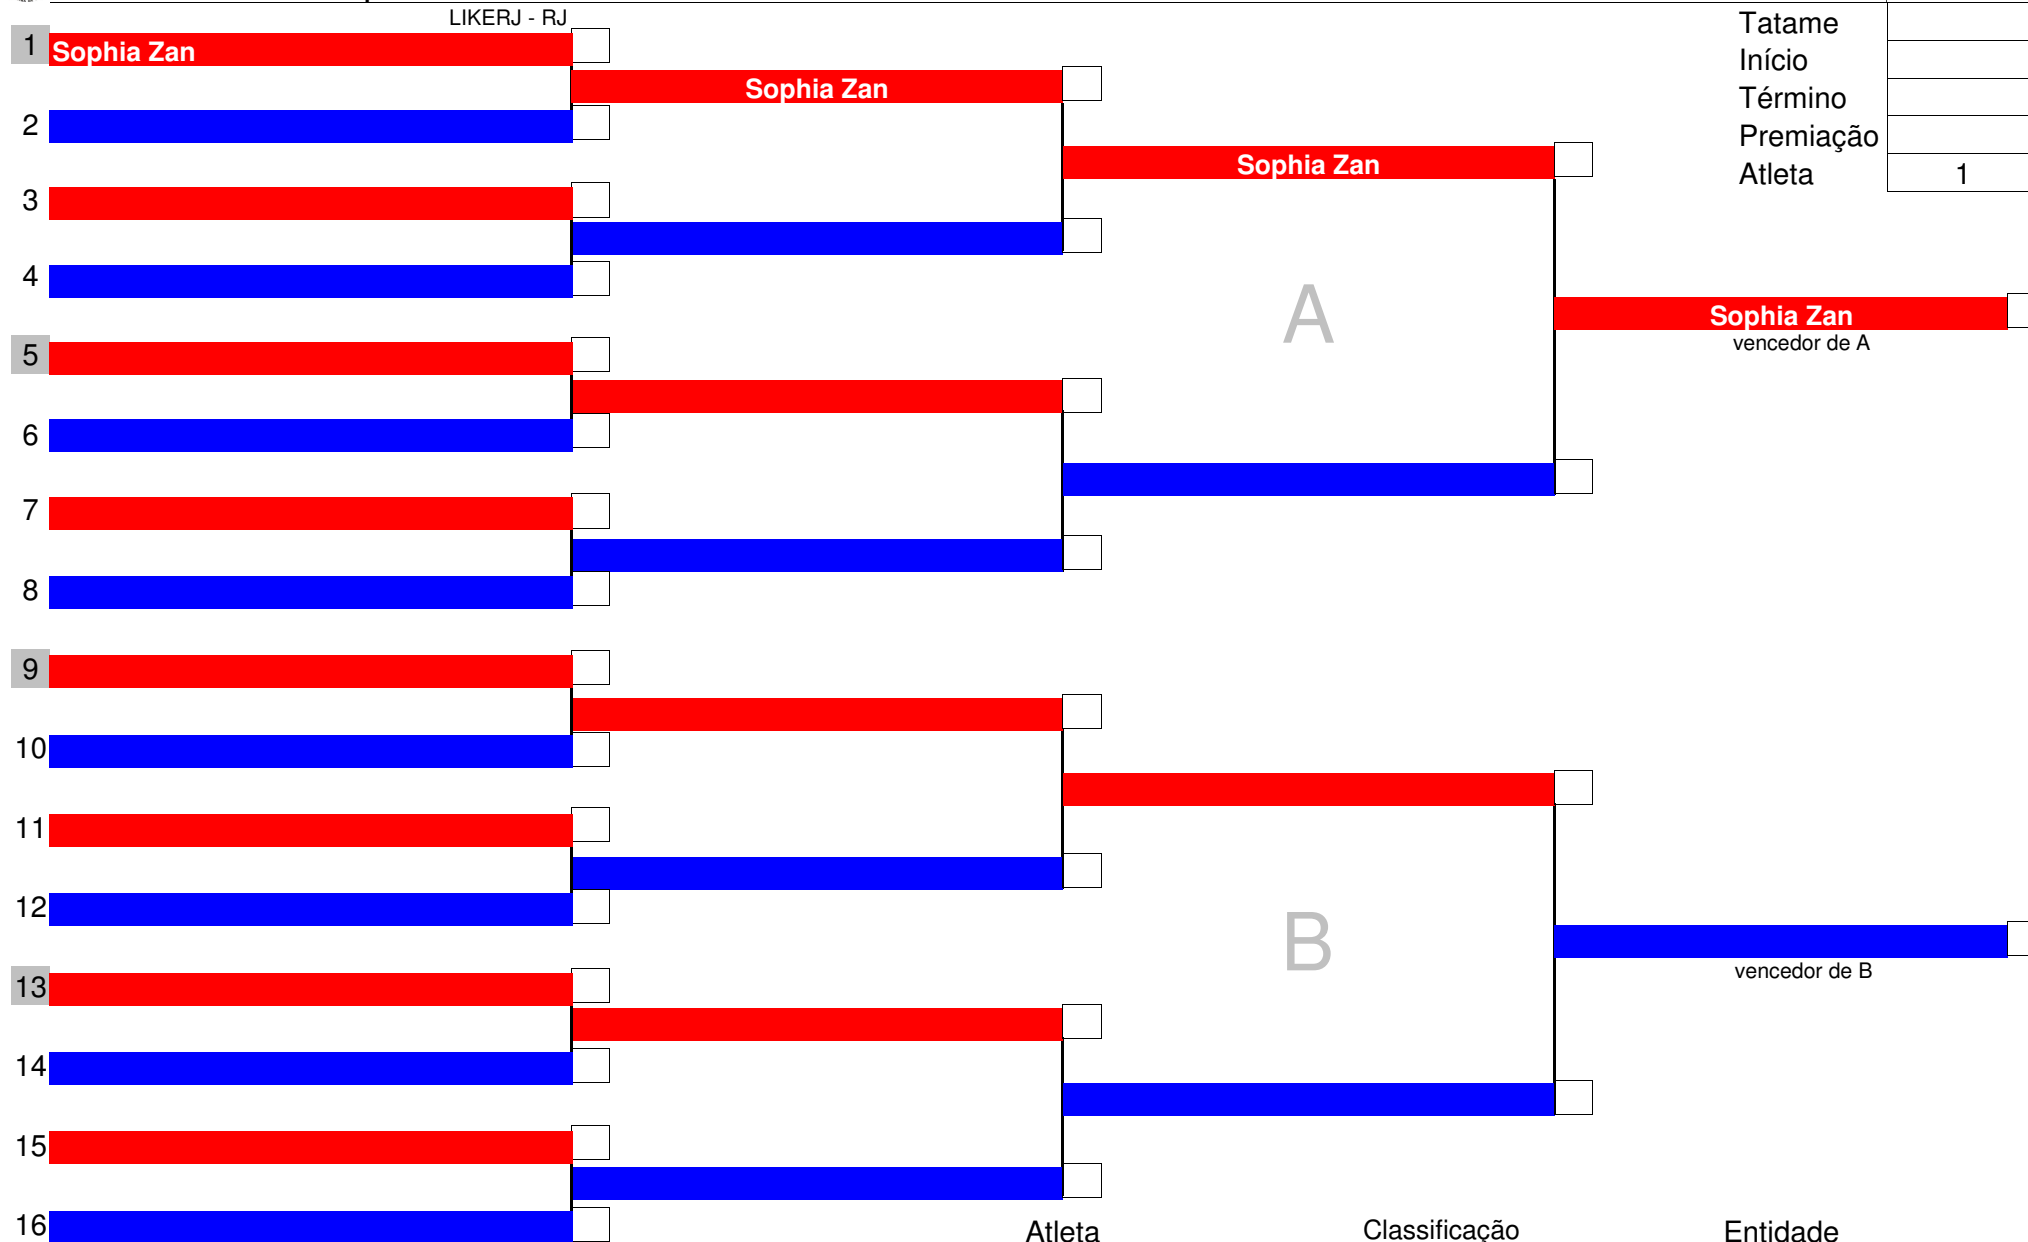 LIKERJ - RJ
Tatame
1 Sophia Zan
Início
Sophia Zan
Término
2
Premiação
Sophia Zan
Atleta 1
3
4
Sophia Zan
A
vencedor de A
5
6
7
8
9
10
11
12
B
vencedor de B
13
14
15
16
Atleta Classificação Entidade